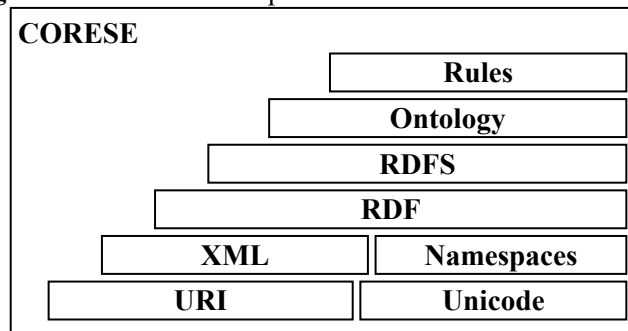 CORESE
Rules
Ontology
RDFS
RDF
XML Namespaces
URI Unicode